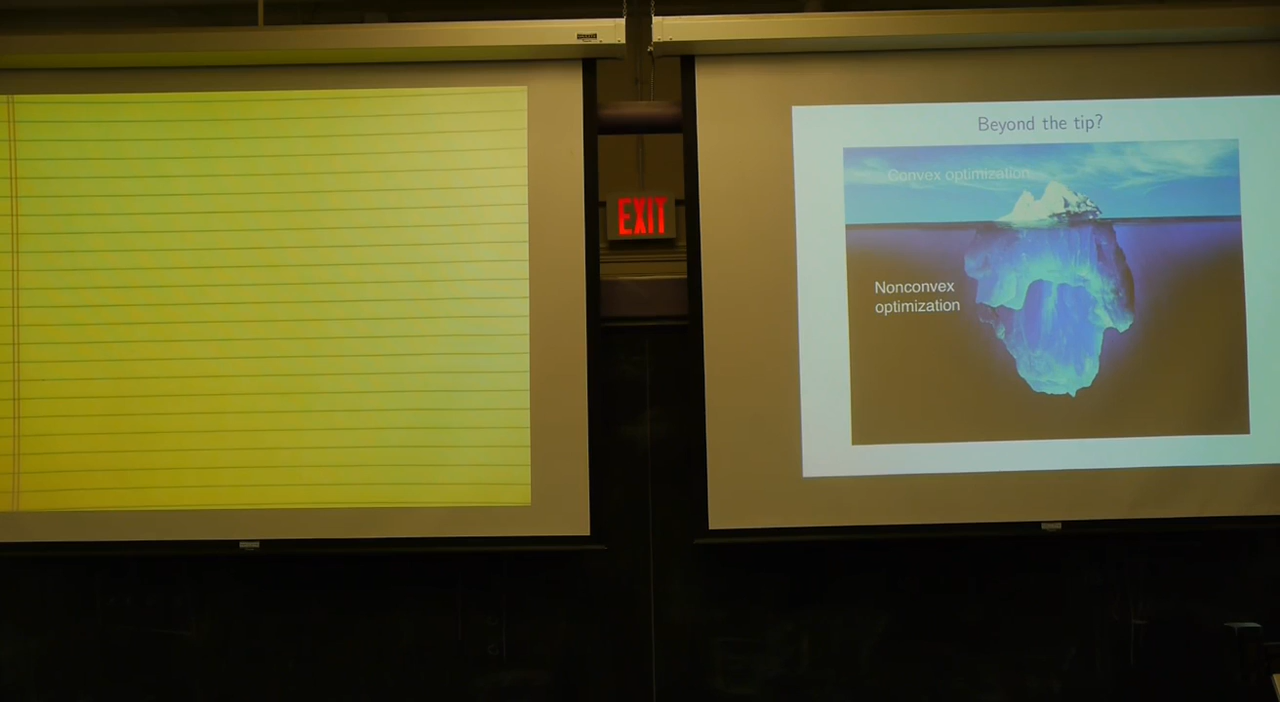 EXIT
Beyond the tip?
Convex optimization
Nonconvex
optimization